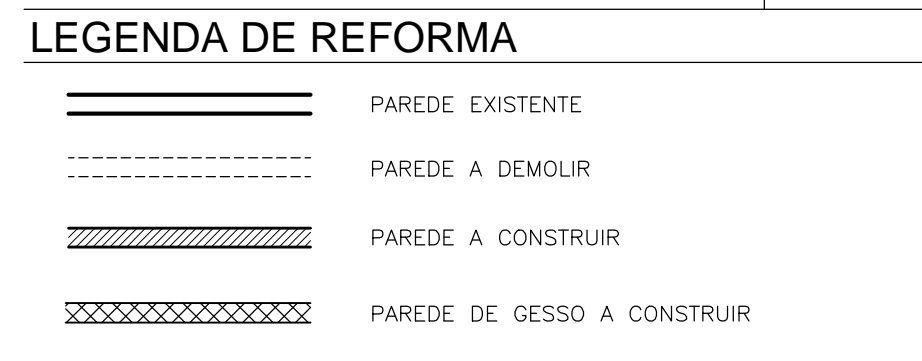 LEGENDA DE REFORMA
PAREDE EXISTENTE
PAREDE A DEMOLIR
PAREDE A CONSTRUIR
PAREDE DE GESSO A CONSTRUIR